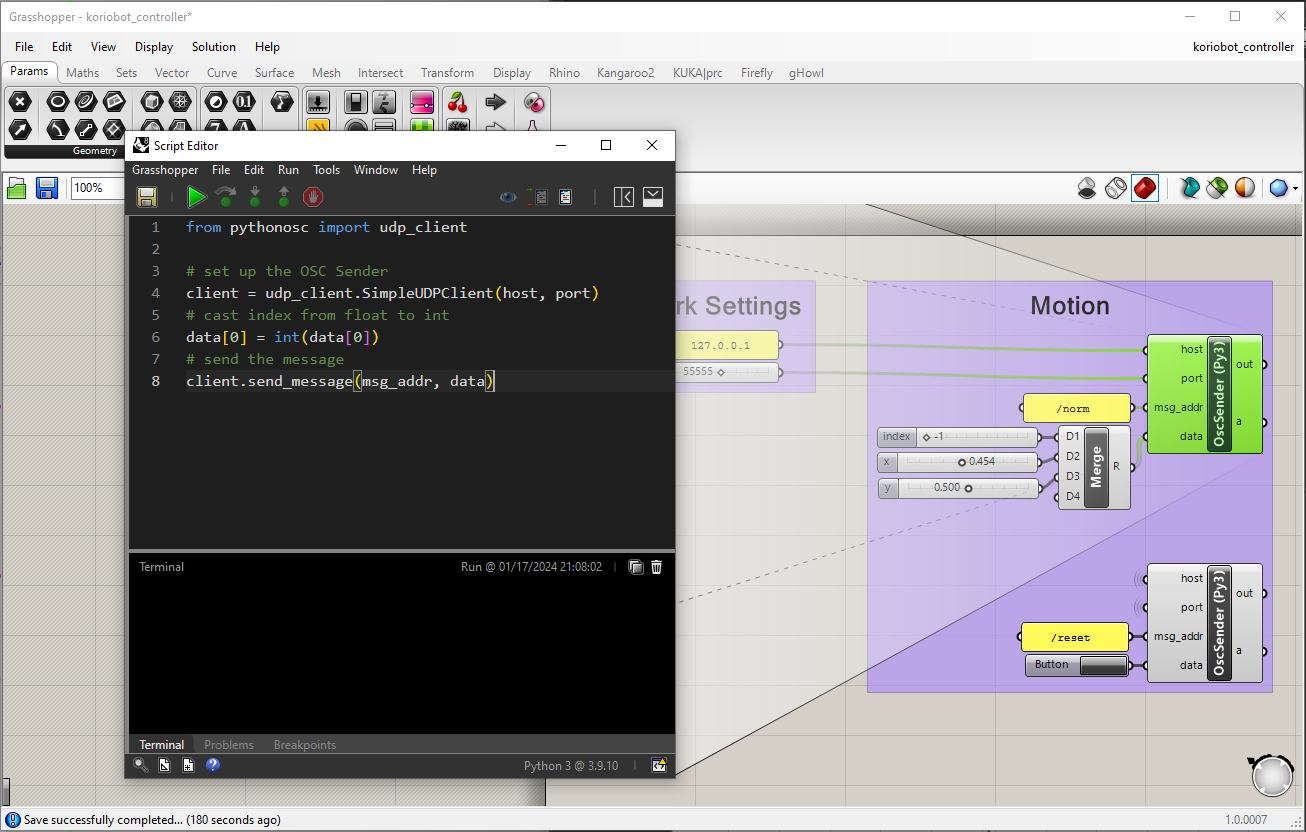 Grasshopper - koriobot_controller*
File Edit View Display Solution Help
koriobot_controller
Params Maths Sets Vector Curve Surface Mesh Intersect Transform Display Rhino Kangaroo2 KUKA|prc Firefly gHowl
0.1
Geometry
100%
Script Editor
Grasshopper File Edit Run Tools Window Help
1 from pythonosc import udp_client
2
3 # set up the OSC Sender
4 client = udp_client.SimpleUDPClient(host, port)
5 # cast index from float to int
6 data[0] = int(data[0])
7 # send the message
8 client.send_message(msg_addr, data)
Terminal
Run @ 01/17/2024 21:08:02
Terminal Problems Breakpoints
Python 3 @ 3.9.10
rk Settings
127.0.0.1
55555
Motion
host
port
msg_addr
data
OscSender (Py3)
out
a
/norm
index -1
x 0.454
y 0.500
D1
D2
D3
D4
Merge
R
host
port
msg_addr
data
OscSender (Py3)
out
a
/reset
Button
Save successfully completed... (180 seconds ago)
1.0.0007